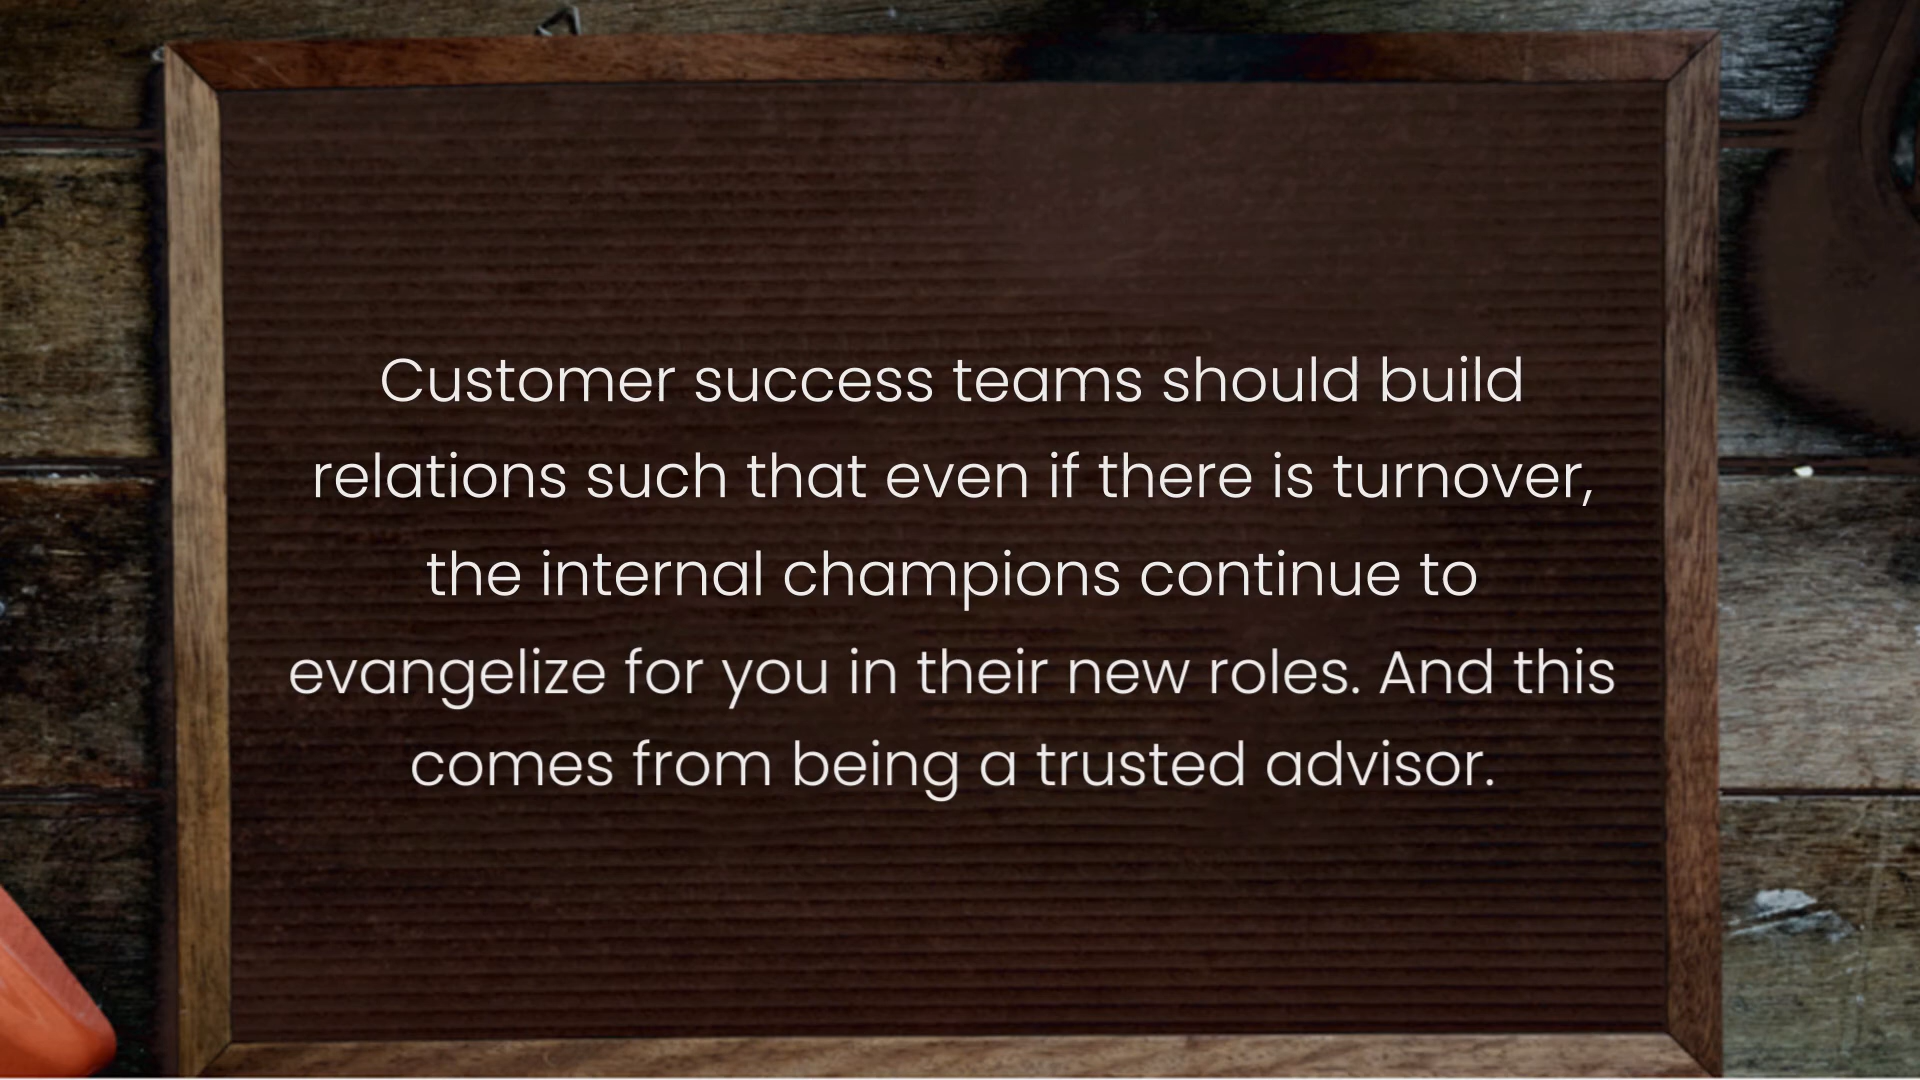 Customer success teams should build
relations such that even if there is turnover,
the internal champions continue to
evangelize for you in their new roles. And this
comes from being a trusted advisor.